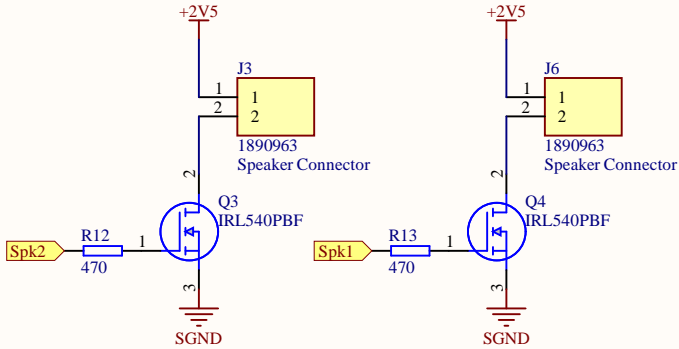 +2V5
J3
1
2
1
2
1890963
Speaker Connector
2
Q3
IRL540PBF
Spk2
R12
470
1
3
SGND
+2V5
J6
1
2
1
2
1890963
Speaker Connector
2
Q4
IRL540PBF
Spk1
R13
470
1
3
SGND